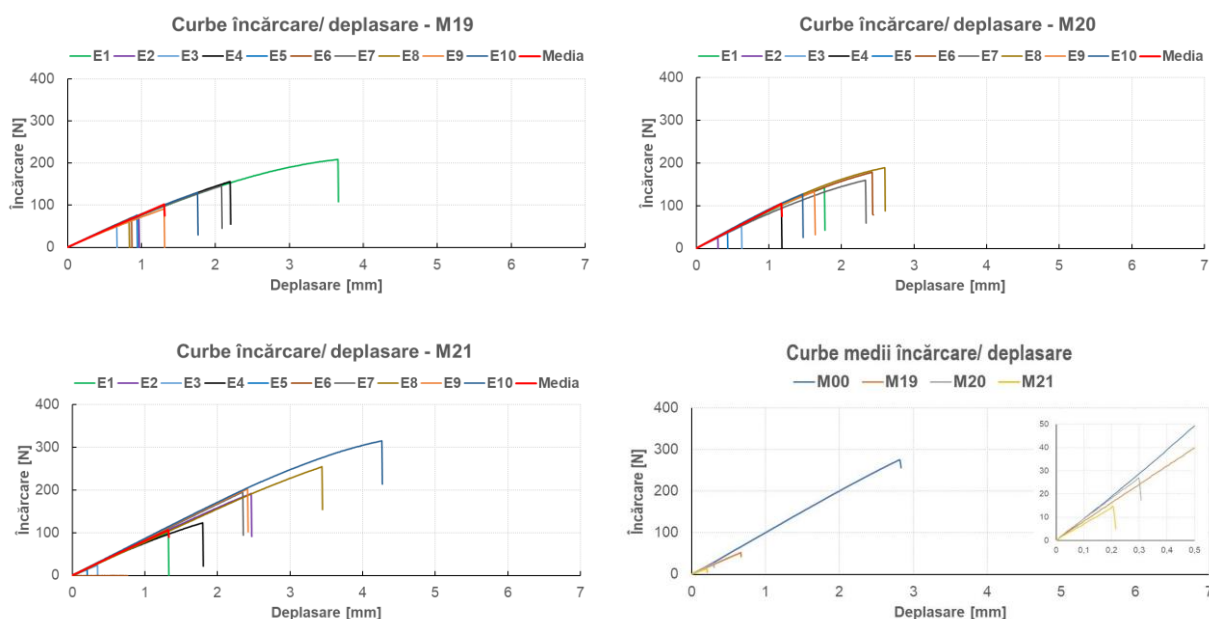 Curbe încărcare/ deplasare - M19
E1 E2 E3 E4 E5 E6 E7 E8 E9 E10 Media
400
300
200
100
0
Încărcare [N]
0 1 2 3 4 5 6 7
Deplasare [mm]
Curbe încărcare/ deplasare - M20
E1 E2 E3 E4 E5 E6 E7 E8 E9 E10 Media
400
300
200
100
0
Încărcare [N]
0 1 2 3 4 5 6 7
Deplasare [mm]
Curbe încărcare/ deplasare - M21
E1 E2 E3 E4 E5 E6 E7 E8 E9 E10 Media
400
300
200
100
0
Încărcare [N]
0 1 2 3 4 5 6 7
Deplasare [mm]
Curbe medii încărcare/ deplasare
M00 M19 M20 M21
400
300
200
100
0
Încărcare [N]
0 1 2 3 4 5 6 7
Deplasare [mm]
50
40
30
20
10
0
0 0,1 0,2 0,3 0,4 0,5